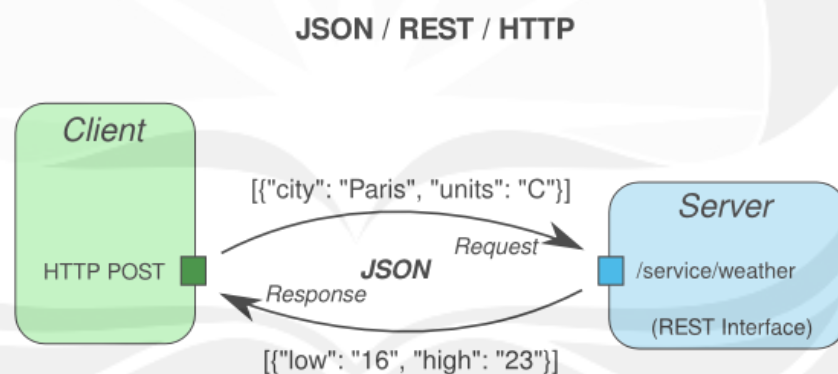 JSON / REST / HTTP
Client
[{"city": "Paris", "units": "C"}]
Server
Request
HTTP POST
JSON
/service/weather
Response
(REST Interface)
[{"low": "16", "high": "23"}]